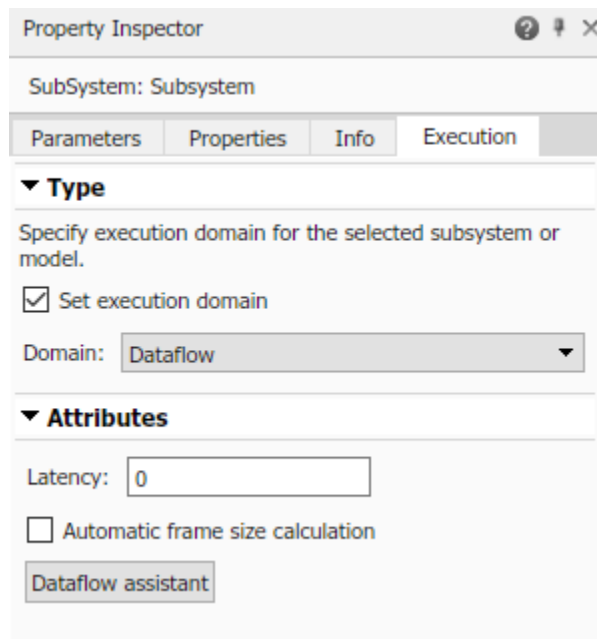 Property Inspector
SubSystem: Subsystem
Parameters Properties Info Execution
Type
Specify execution domain for the selected subsystem or
model.
Set execution domain
Domain: Dataflow
Attributes
Latency: 0
Automatic frame size calculation
Dataflow assistant